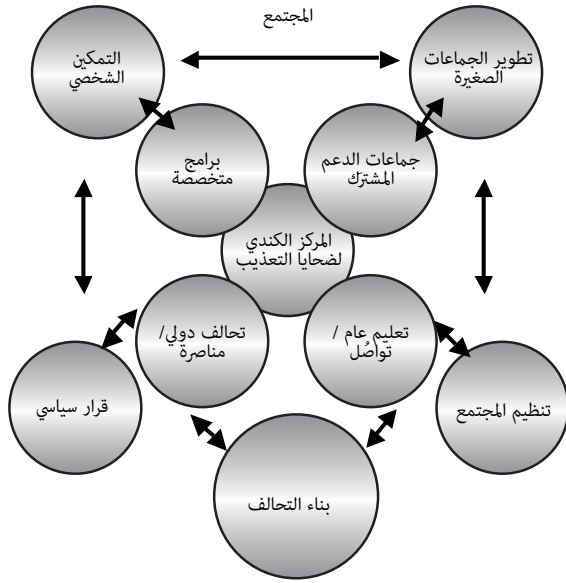 المجتمع
تطوير الجماعات
الصغيرة
التمكين
الشخصي
جماعات الدعم
المشترك
برامج
متخصصة
المركز الكندي
لضحايا التعذيب
تعليم عام /
تواصُل
تحالف دولي/
مناصرة
تنظيم المجتمع
قرار سياسي
بناء التحالف